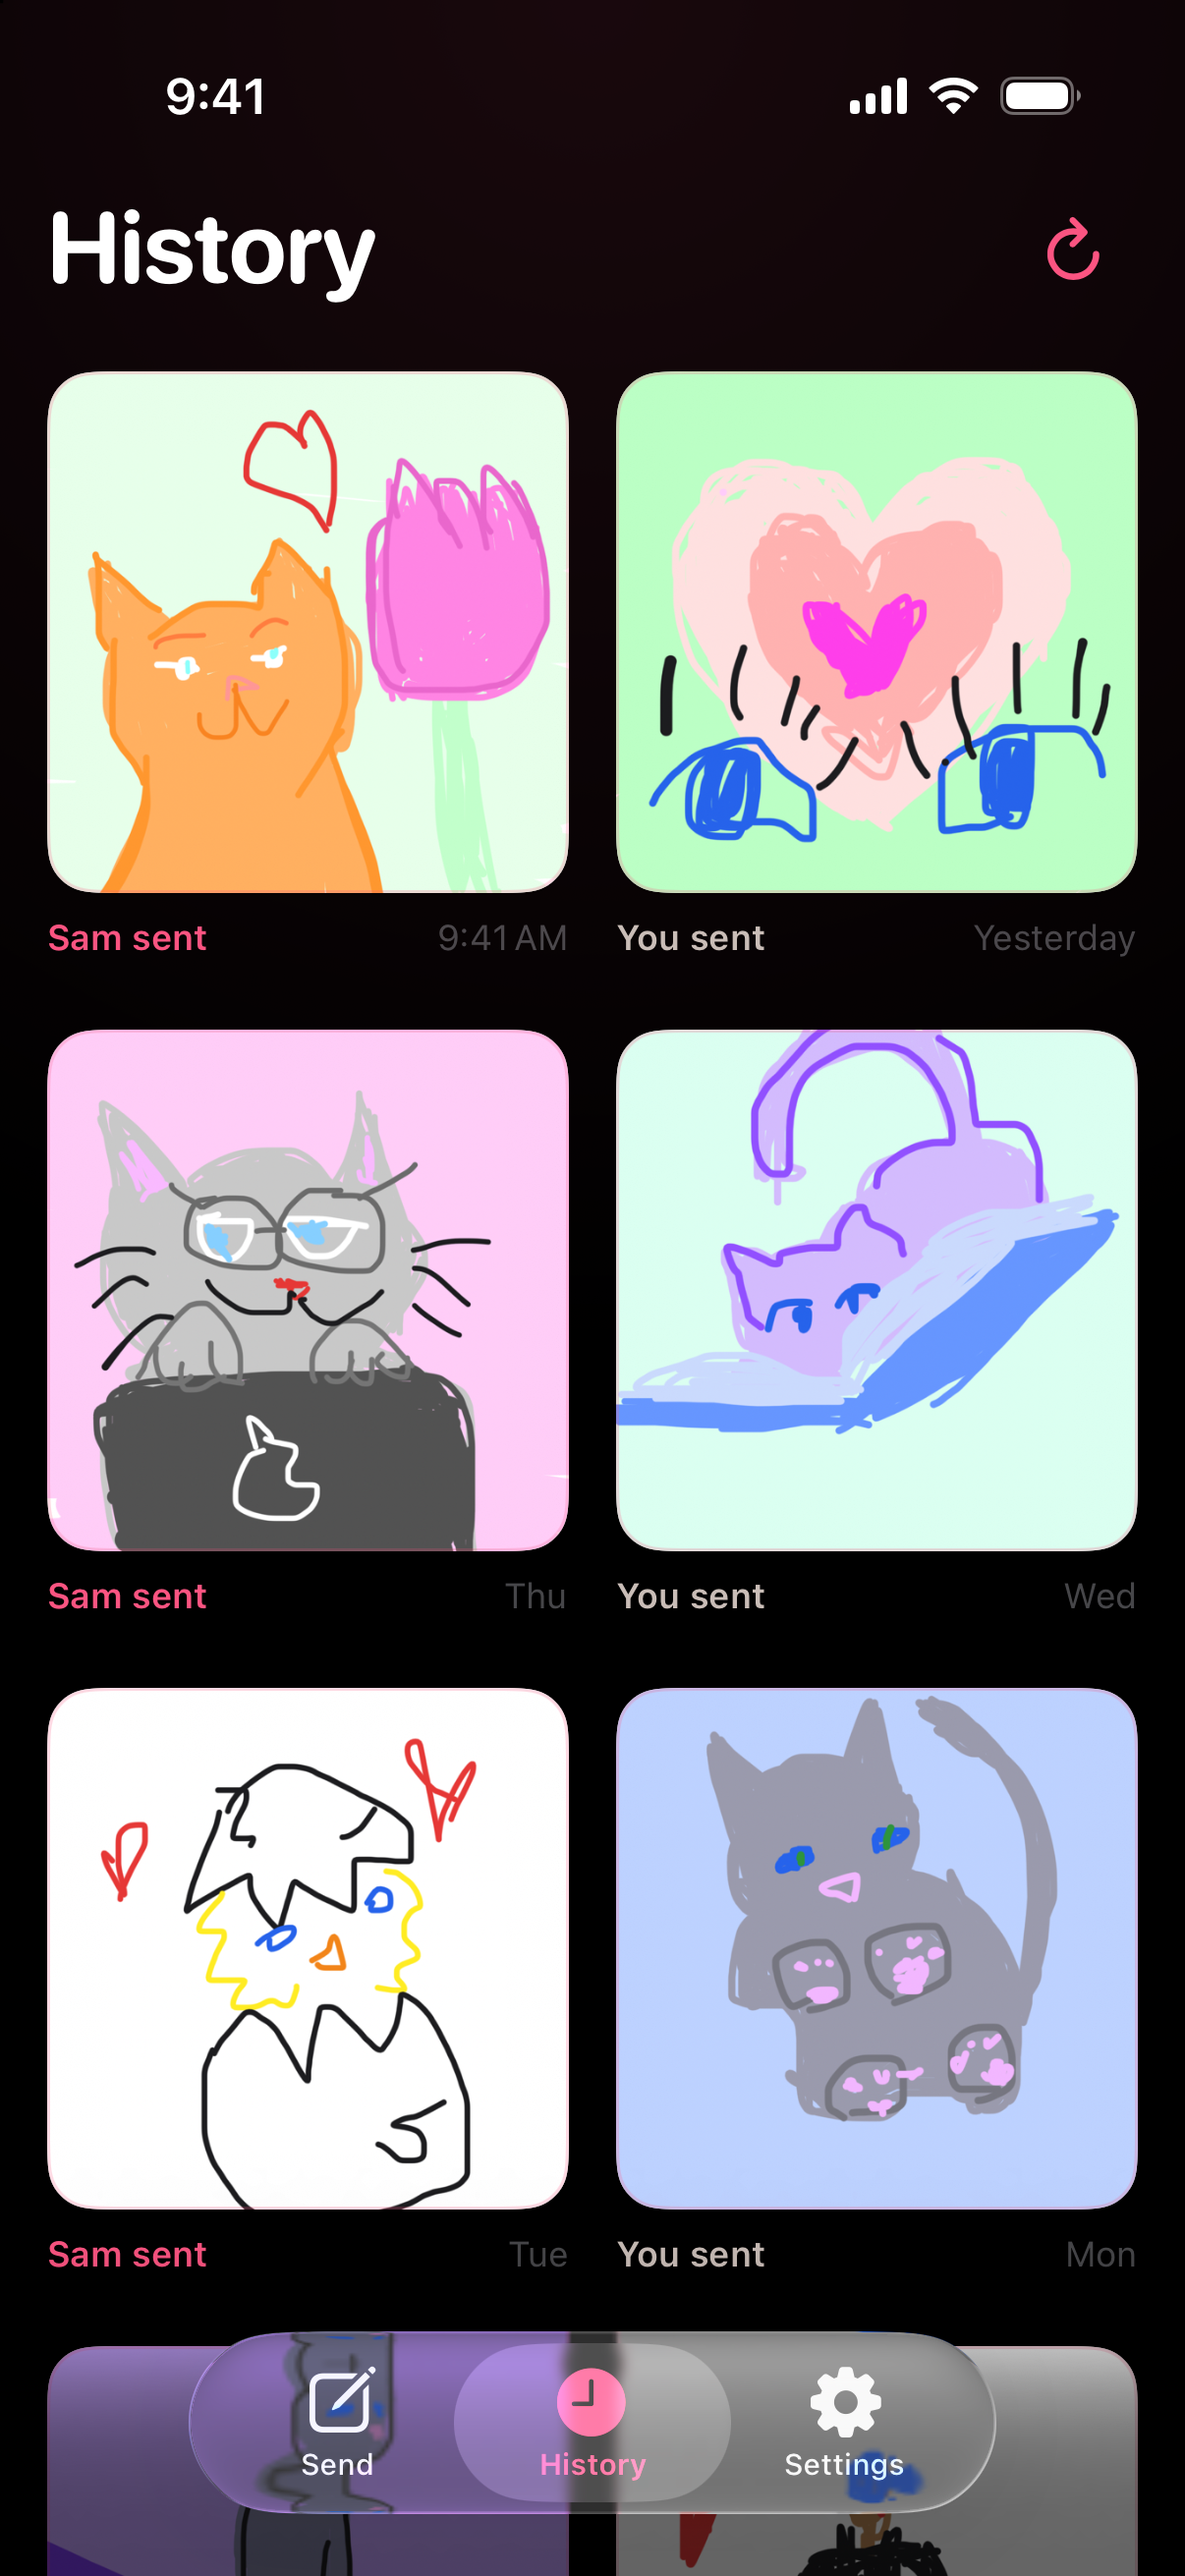 9:41
History
Sam sent 9:41 AM
You sent Yesterday
Sam sent Thu
You sent Wed
Sam sent Tue
You sent Mon
Send
History
Settings